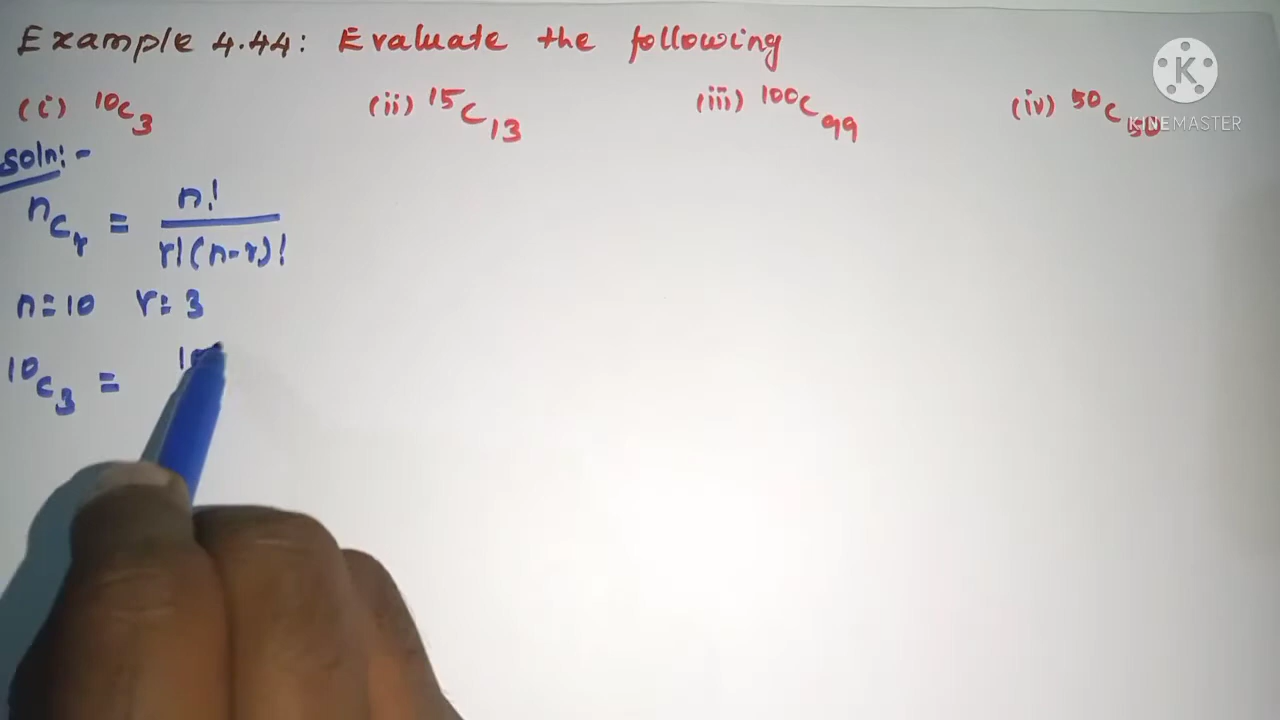 Example 4.44: Evaluate the following
(i) ¹⁰C₃ (ii) ¹⁵C₁₃ (iii) ¹⁰⁰C₉₉ (iv) ⁵⁰C₅₀
KINEMASTER
Soln:-
nCr = n! / r!(n-r)!
n=10 r=3
¹⁰C₃ = 10